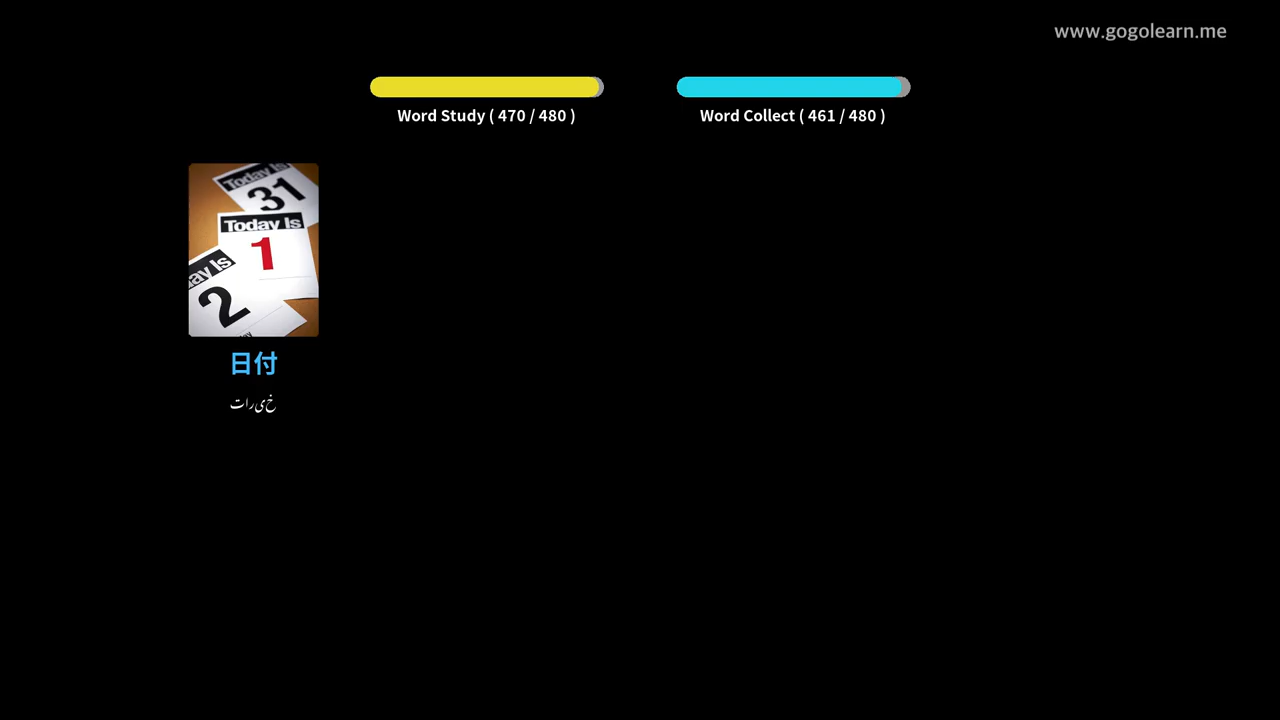 www.gogolearn.me
Word Study ( 470 / 480 )
Word Collect ( 461 / 480 )
Today Is
31
Today Is
1
ay Is
2
日付
تاریخ